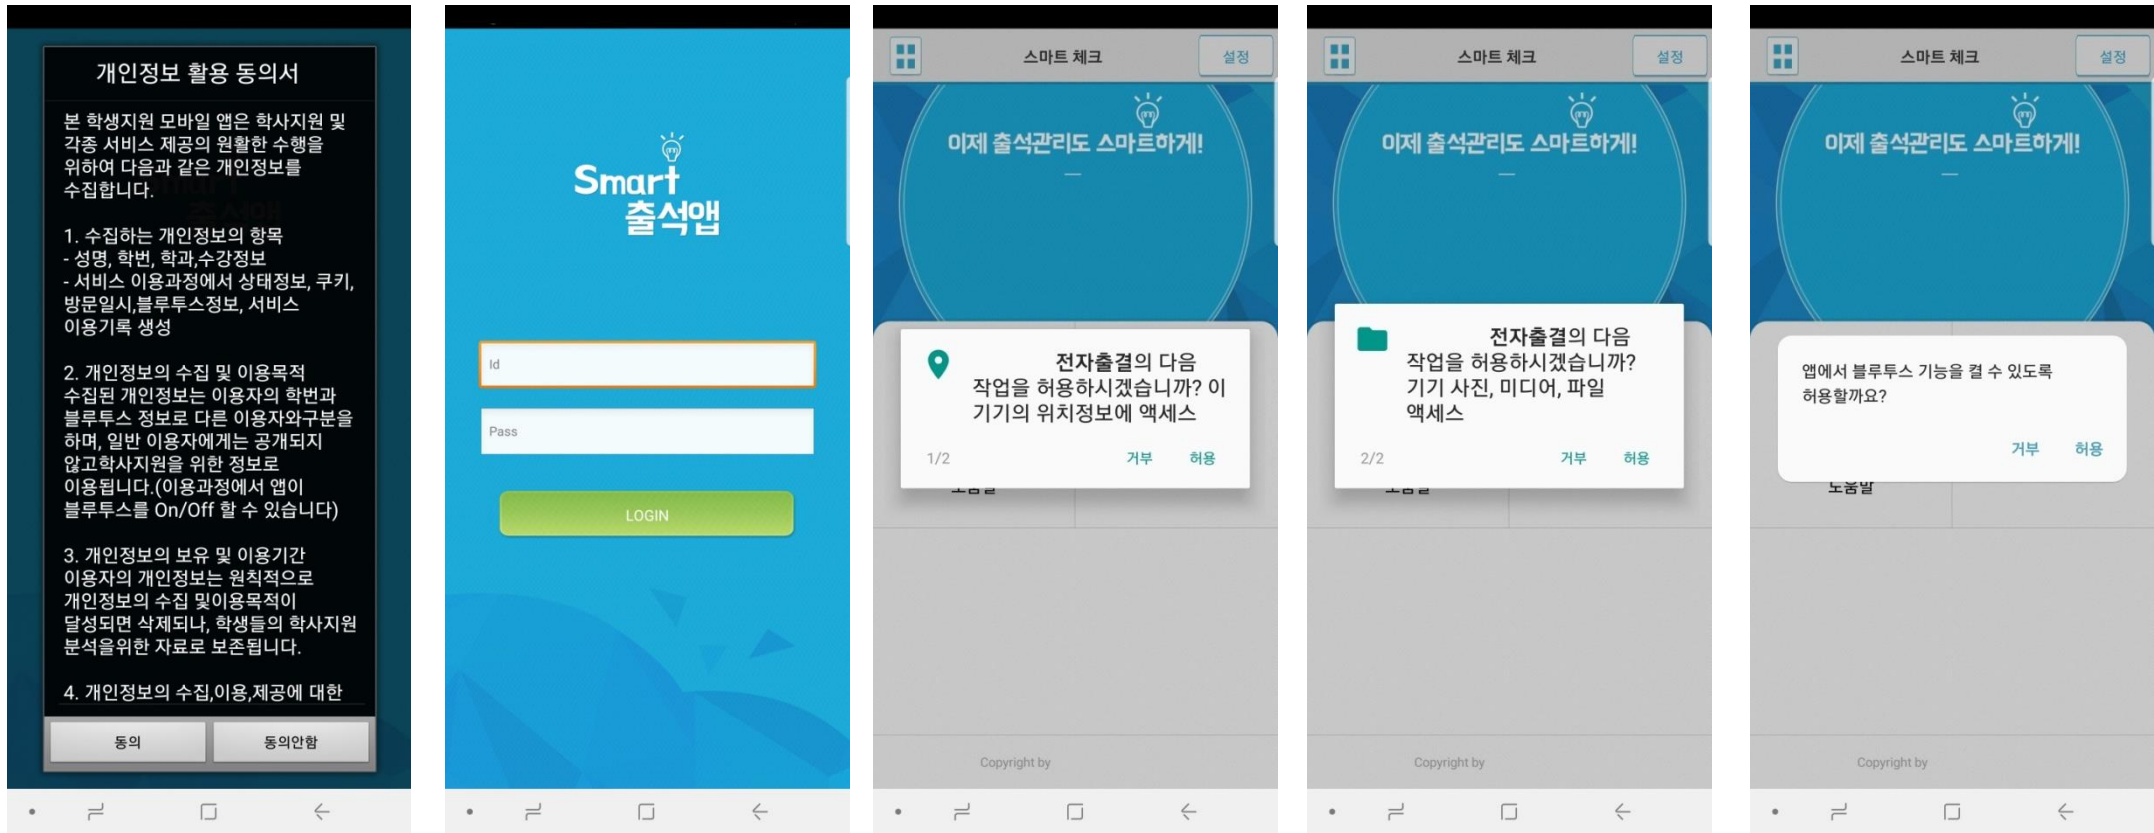 개인정보 활용 동의서
본 학생지원 모바일 앱은 학사지원 및
각종 서비스 제공의 원활한 수행을
위하여 다음과 같은 개인정보를
수집합니다.
1. 수집하는 개인정보의 항목
- 성명, 학번, 학과,수강정보
- 서비스 이용과정에서 상태정보, 쿠키,
방문일시,블루투스정보, 서비스
이용기록 생성
2. 개인정보의 수집 및 이용목적
수집된 개인정보는 이용자의 학번과
블루투스 정보로 다른 이용자와구분을
하며, 일반 이용자에게는 공개되지
않고학사지원을 위한 정보로
이용됩니다.(이용과정에서 앱이
블루투스를 On/Off 할 수 있습니다)
3. 개인정보의 보유 및 이용기간
이용자의 개인정보는 원칙적으로
개인정보의 수집 및이용목적이
달성되면 삭제되나, 학생들의 학사지원
분석을위한 자료로 보존됩니다.
4. 개인정보의 수집,이용,제공에 대한
동의 동의안함
Smart
출석앱
Id
Pass
LOGIN
스마트 체크 설정
이제 출석관리도 스마트하게!
전자출결의 다음
작업을 허용하시겠습니까? 이
기기의 위치정보에 액세스
1/2 거부 허용
도움말
Copyright by
스마트 체크 설정
이제 출석관리도 스마트하게!
전자출결의 다음
작업을 허용하시겠습니까?
기기 사진, 미디어, 파일
액세스
2/2 거부 허용
도움말
Copyright by
스마트 체크 설정
이제 출석관리도 스마트하게!
앱에서 블루투스 기능을 켤 수 있도록
허용할까요?
거부 허용
도움말
Copyright by